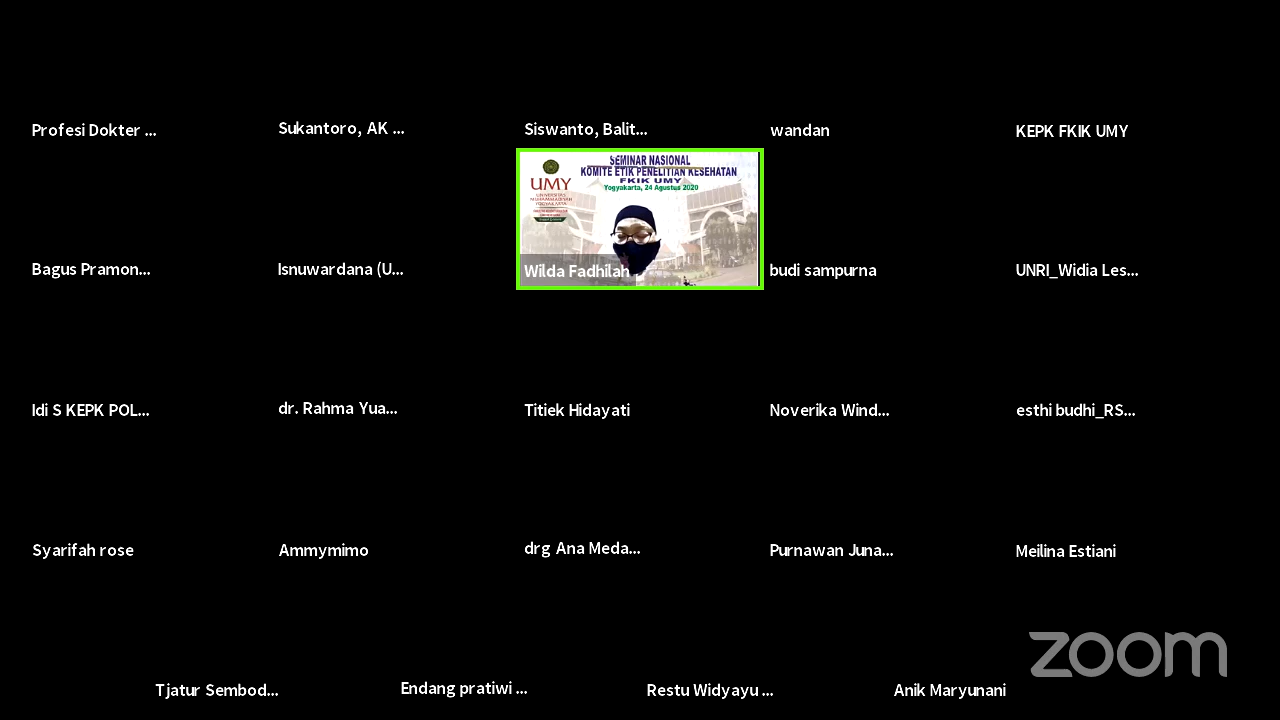 Profesi Dokter ...
Sukantoro, AK ...
Siswanto, Balit...
wandan
KEPK FKIK UMY
Bagus Pramon...
Isnuwardana (U...
SEMINAR NASIONAL
KOMITE ETIK PENELITIAN KESEHATAN
FKIK UMY
Yogyakarta, 24 Agustus 2020
UMY
UNIVERSITAS
MUHAMMADIYAH
YOGYAKARTA
Wilda Fadhilah
budi sampurna
UNRI_Widia Les...
Idi S KEPK POL...
dr. Rahma Yua...
Titiek Hidayati
Noverika Wind...
esthi budhi_RS...
Syarifah rose
Ammymimo
drg Ana Meda...
Purnawan Juna...
Meilina Estiani
Tjatur Sembod...
Endang pratiwi ...
Restu Widyayu ...
Anik Maryunani
zoom